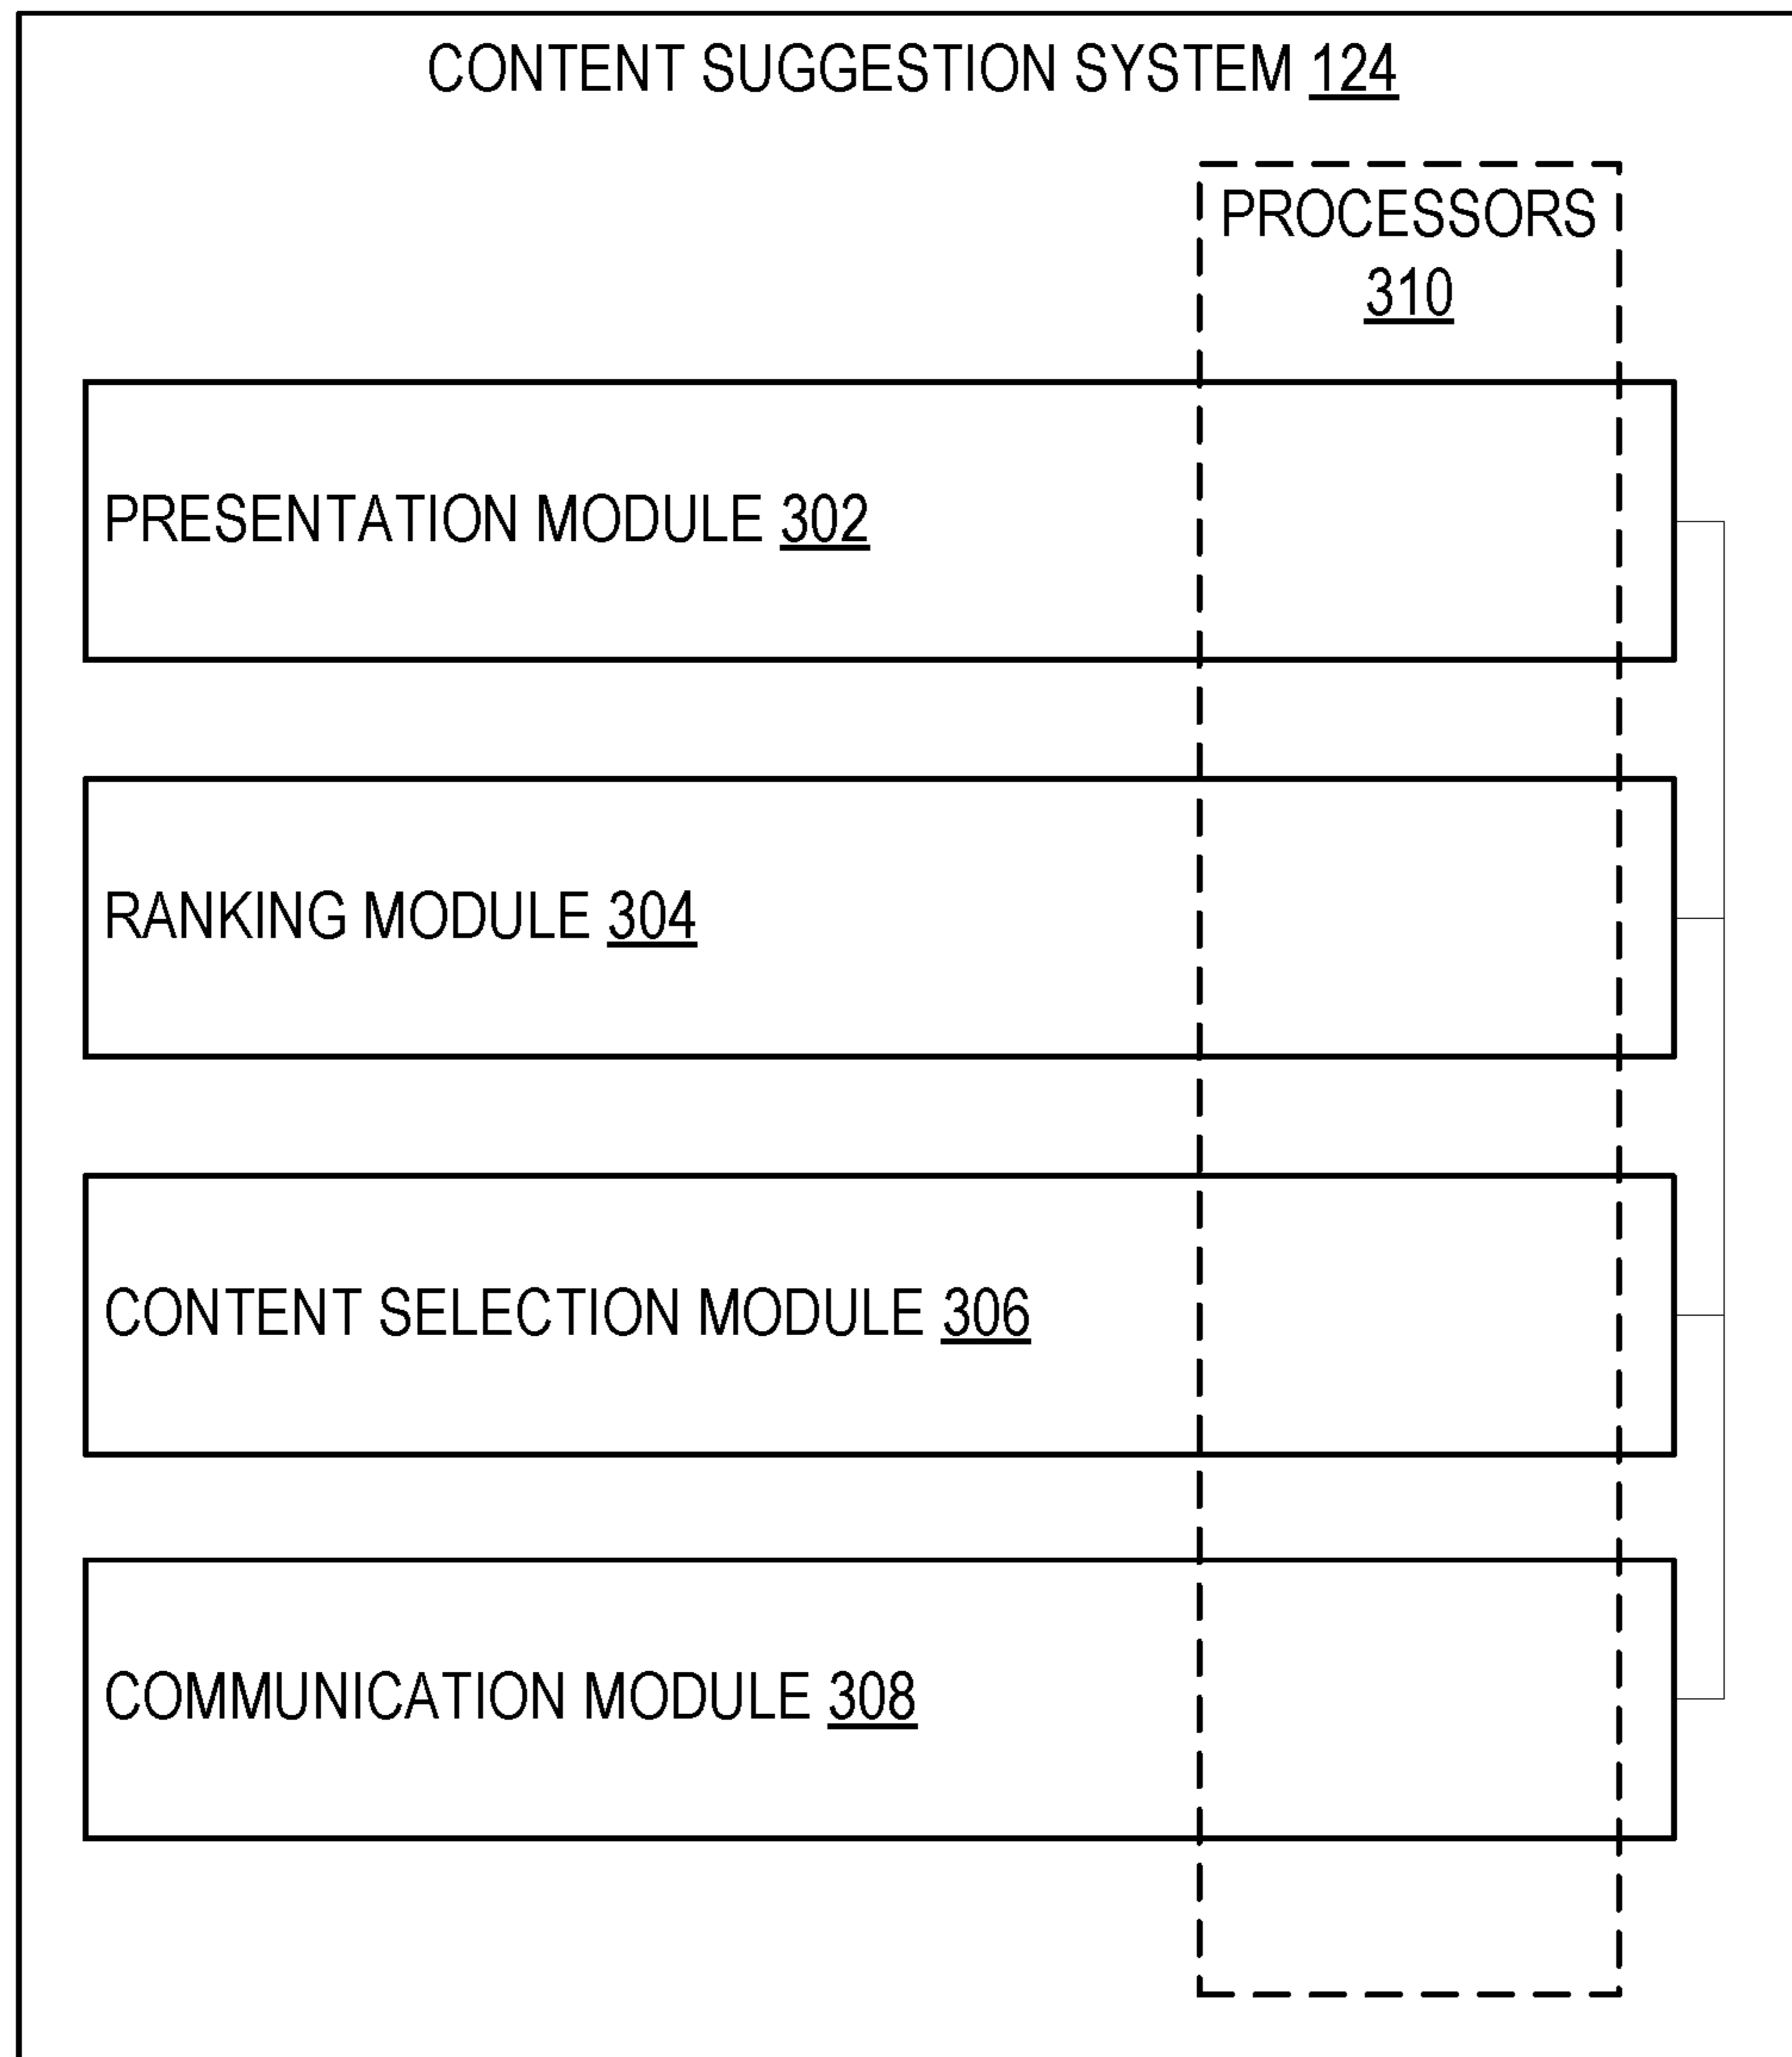 CONTENT SUGGESTION SYSTEM 124
PROCESSORS
310
PRESENTATION MODULE 302
RANKING MODULE 304
CONTENT SELECTION MODULE 306
COMMUNICATION MODULE 308